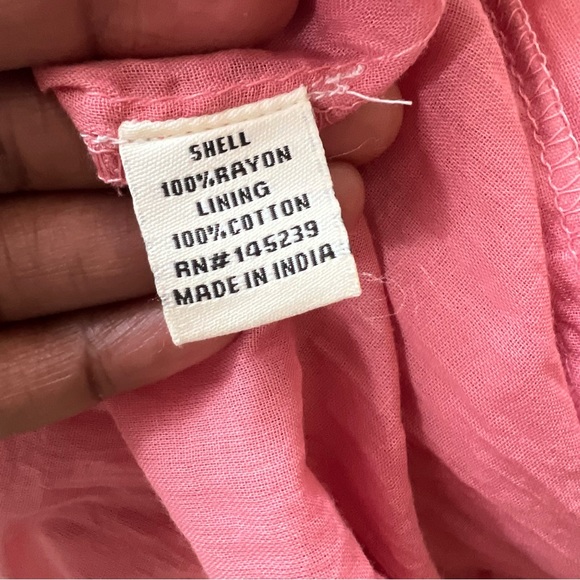 SHELL
100%RAYON
LINING
100%COTTON
RN#145239
MADE IN INDIA